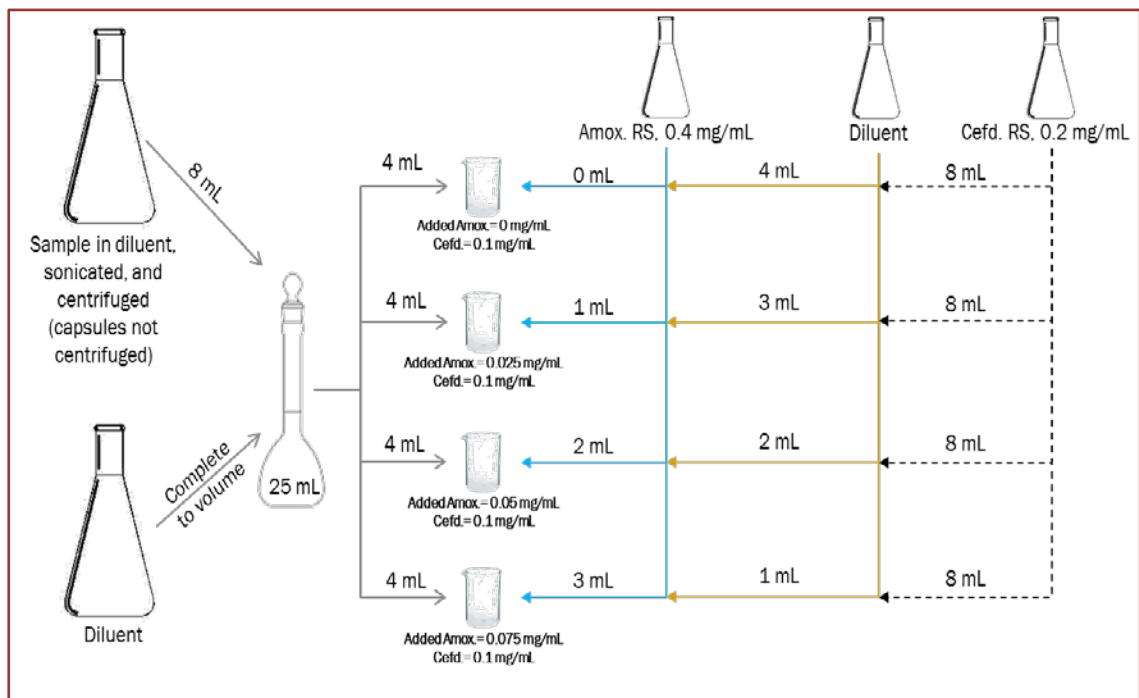 Amox. RS, 0.4 mg/mL
Diluent
Cefd. RS, 0.2 mg/mL
8 mL
Sample in diluent,
sonicated, and
centrifuged
(capsules not
centrifuged)
Diluent
Complete
to volume
25 mL
4 mL
0 mL
4 mL
8 mL
Added Amox.= 0 mg/mL
Cefd.= 0.1 mg/mL
4 mL
1 mL
3 mL
8 mL
Added Amox.= 0.025 mg/mL
Cefd.= 0.1 mg/mL
4 mL
2 mL
2 mL
8 mL
Added Amox.= 0.05 mg/mL
Cefd.= 0.1 mg/mL
4 mL
3 mL
1 mL
8 mL
Added Amox.= 0.075 mg/mL
Cefd.= 0.1 mg/mL